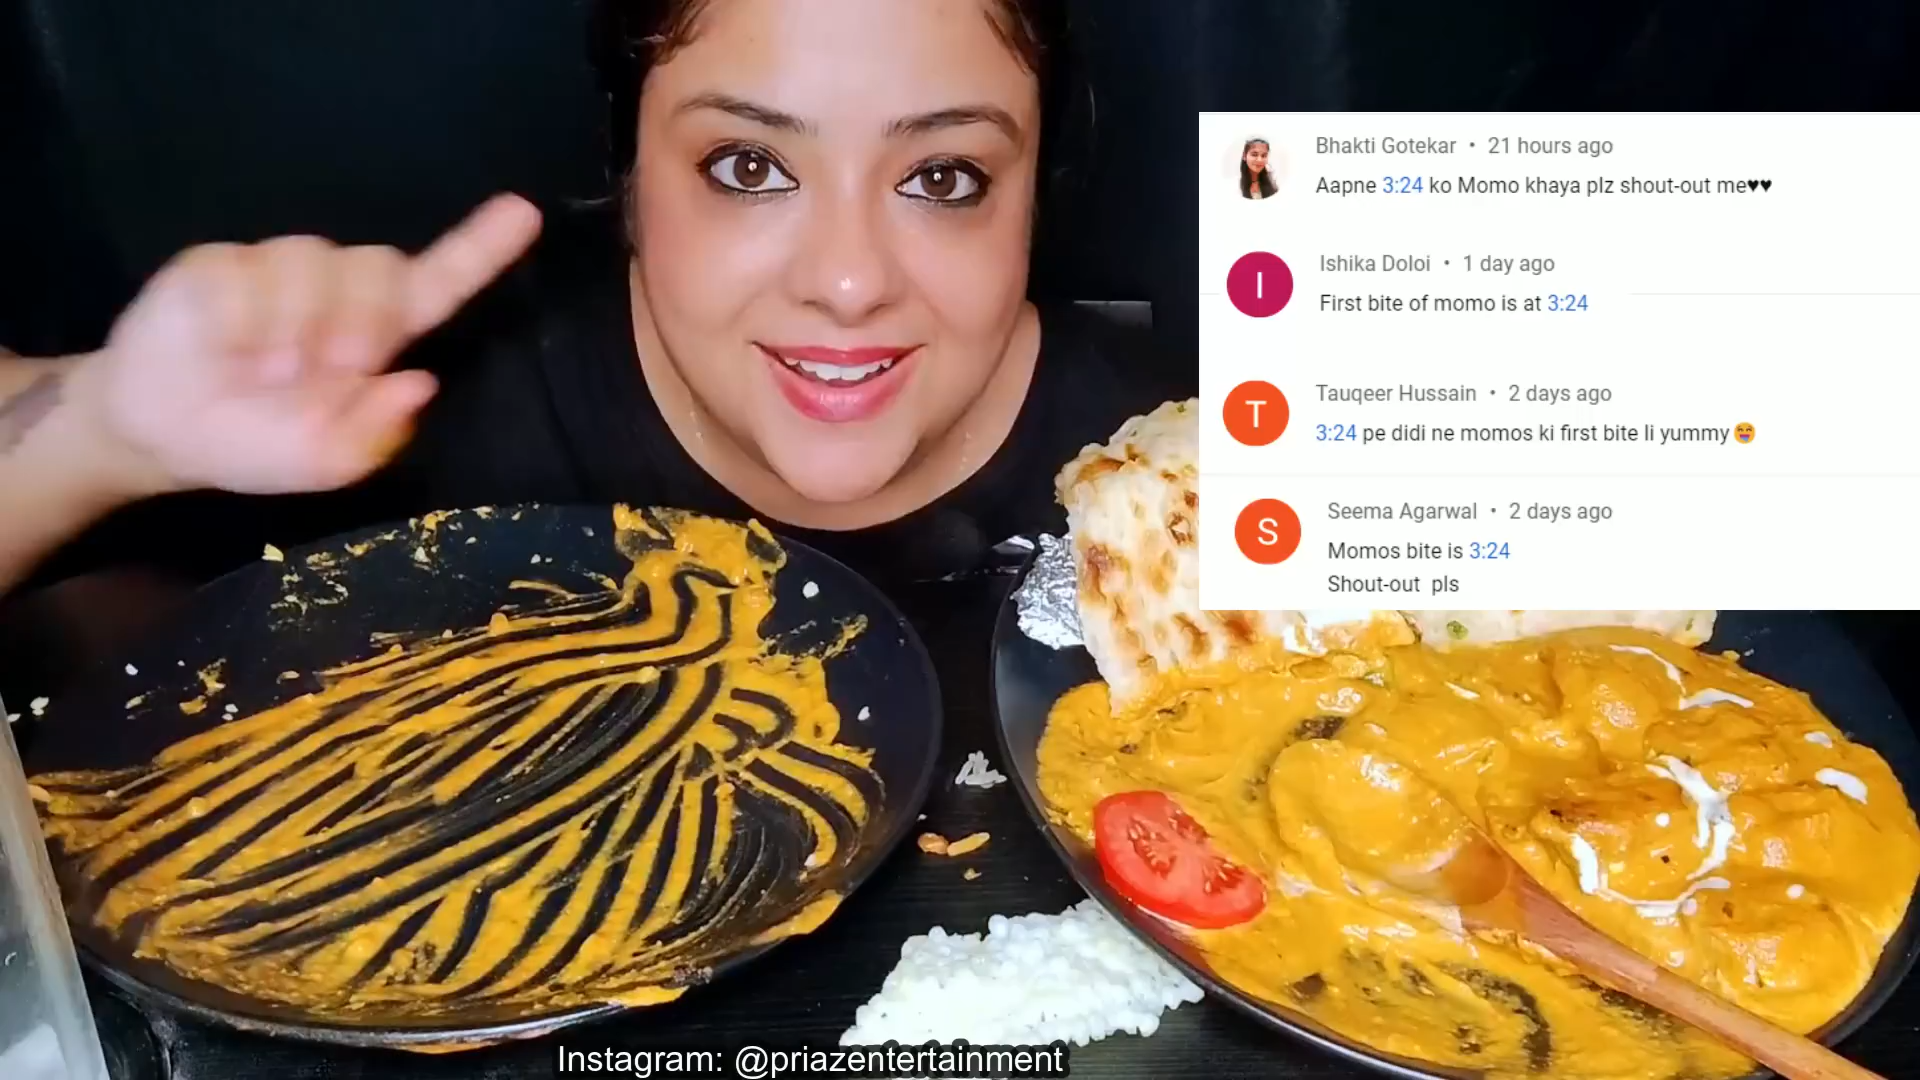 Bhakti Gotekar • 21 hours ago
Aapne 3:24 ko Momo khaya plz shout-out me♥♥
I
Ishika Doloi • 1 day ago
First bite of momo is at 3:24
T
Tauqeer Hussain • 2 days ago
3:24 pe didi ne momos ki first bite li yummy😝
S
Seema Agarwal • 2 days ago
Momos bite is 3:24
Shout-out pls
Instagram: @priazentertainment